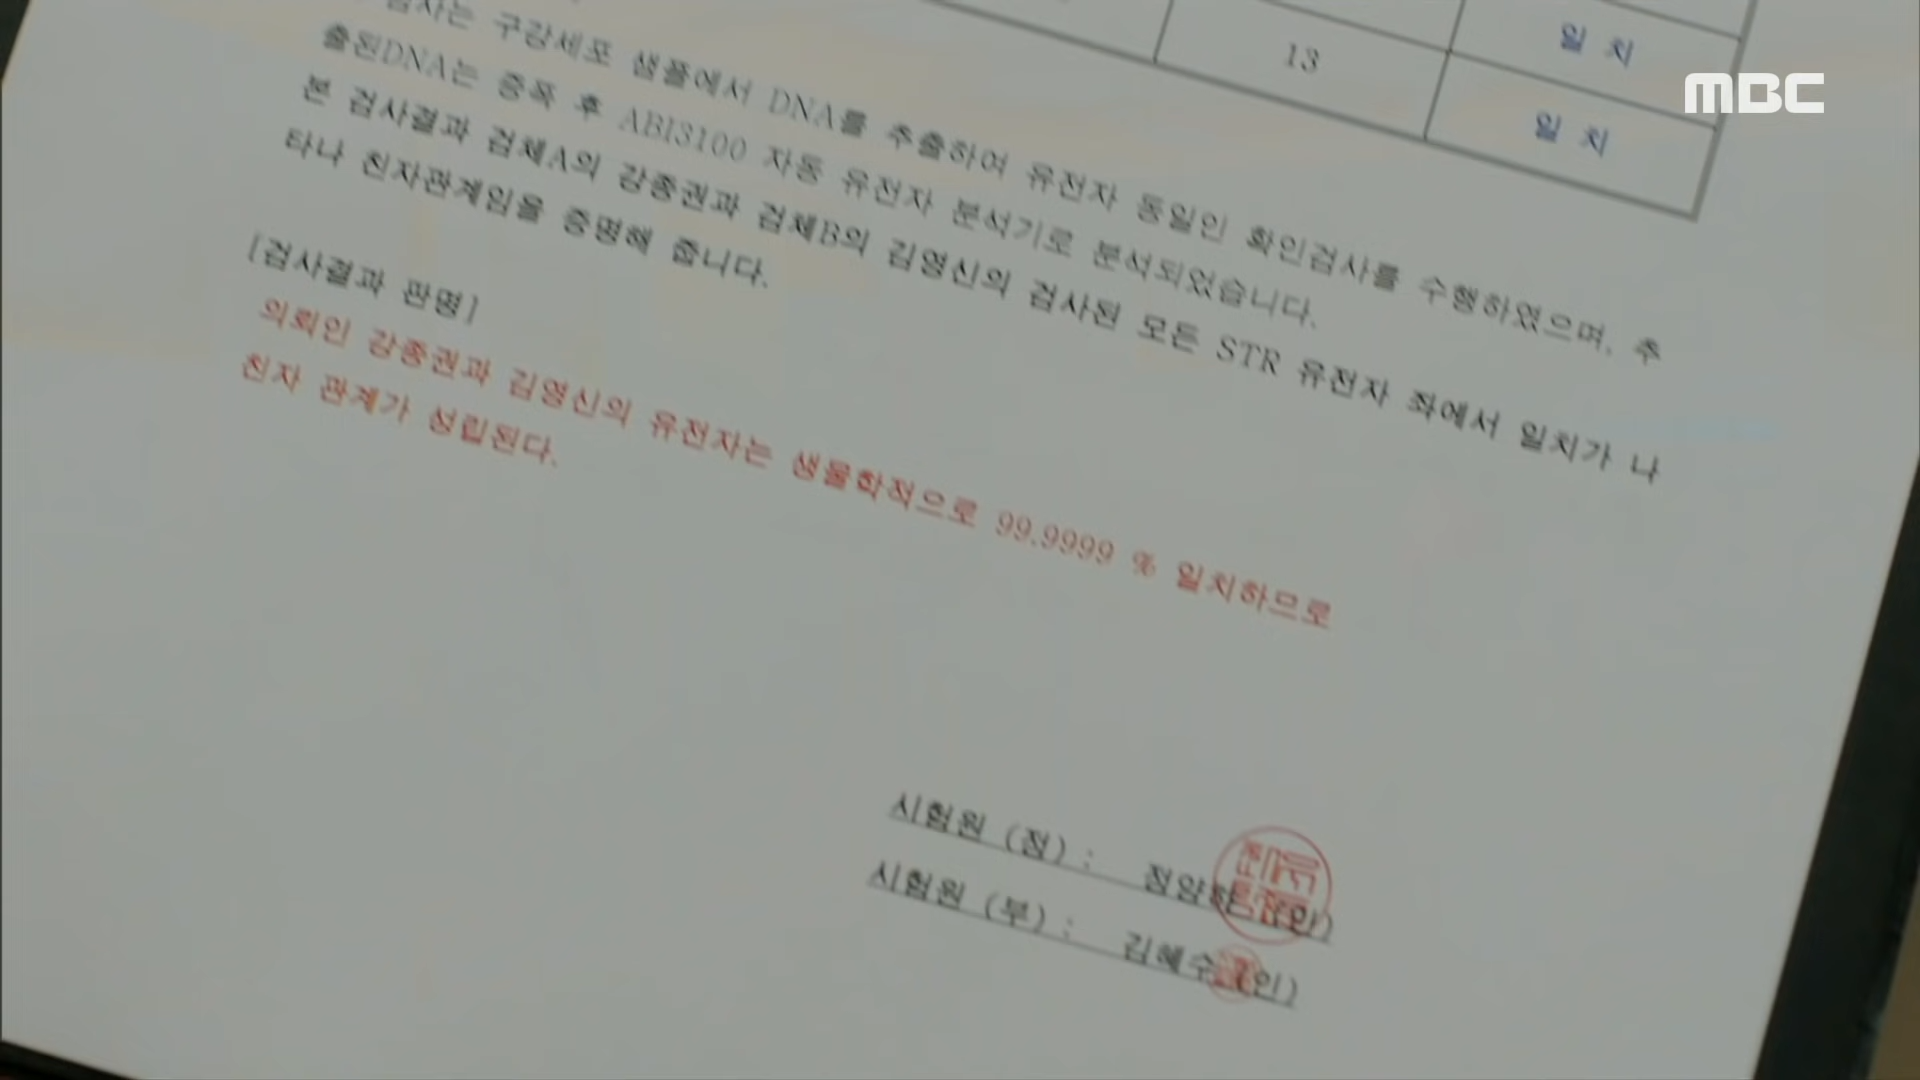 일 치
13
일 치
MBC
검사는 구강세포 샘플에서 DNA를 추출하여 유전자 동일인 확인검사를 수행하였으며, 추
출된DNA는 증폭 후 ABI3100 자동 유전자 분석기로 분석되었습니다.
본 검사결과 검체A의 강종권과 검체B의 김영신의 검사된 모든 STR 유전자 좌에서 일치가 나
타나 친자관계임을 증명해 줍니다.
[검사결과 판명]
의뢰인 강종권과 김영신의 유전자는 생물학적으로 99.9999 % 일치하므로
친자 관계가 성립된다.
시험원 (정) : 정양 (인)
시험원 (부) : 김혜수 (인)